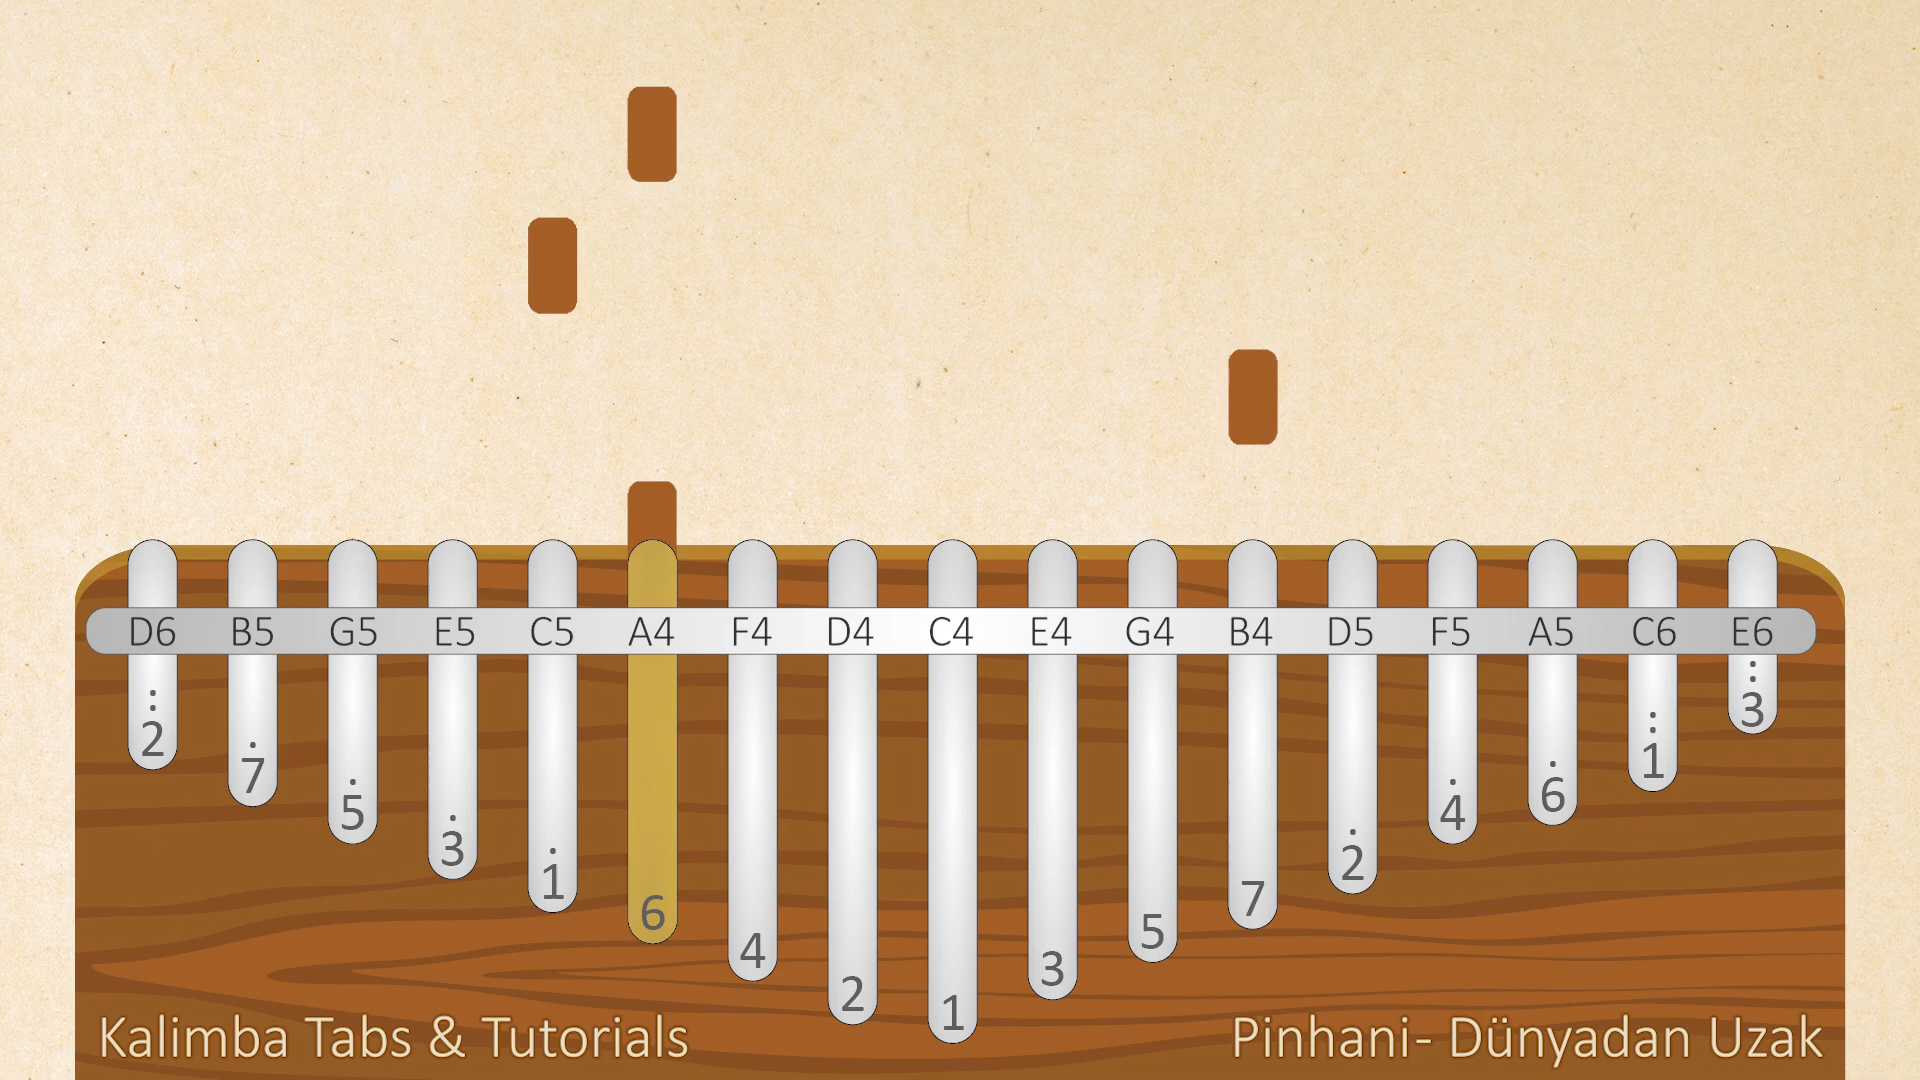 D6 B5 G5 E5 C5 A4 F4 D4 C4 E4 G4 B4 D5 F5 A5 C6 E6
2 7 5 3 1 6 4 2 1 3 5 7 2 4 6 1 3
Kalimba Tabs & Tutorials
Pinhani- Dünyadan Uzak